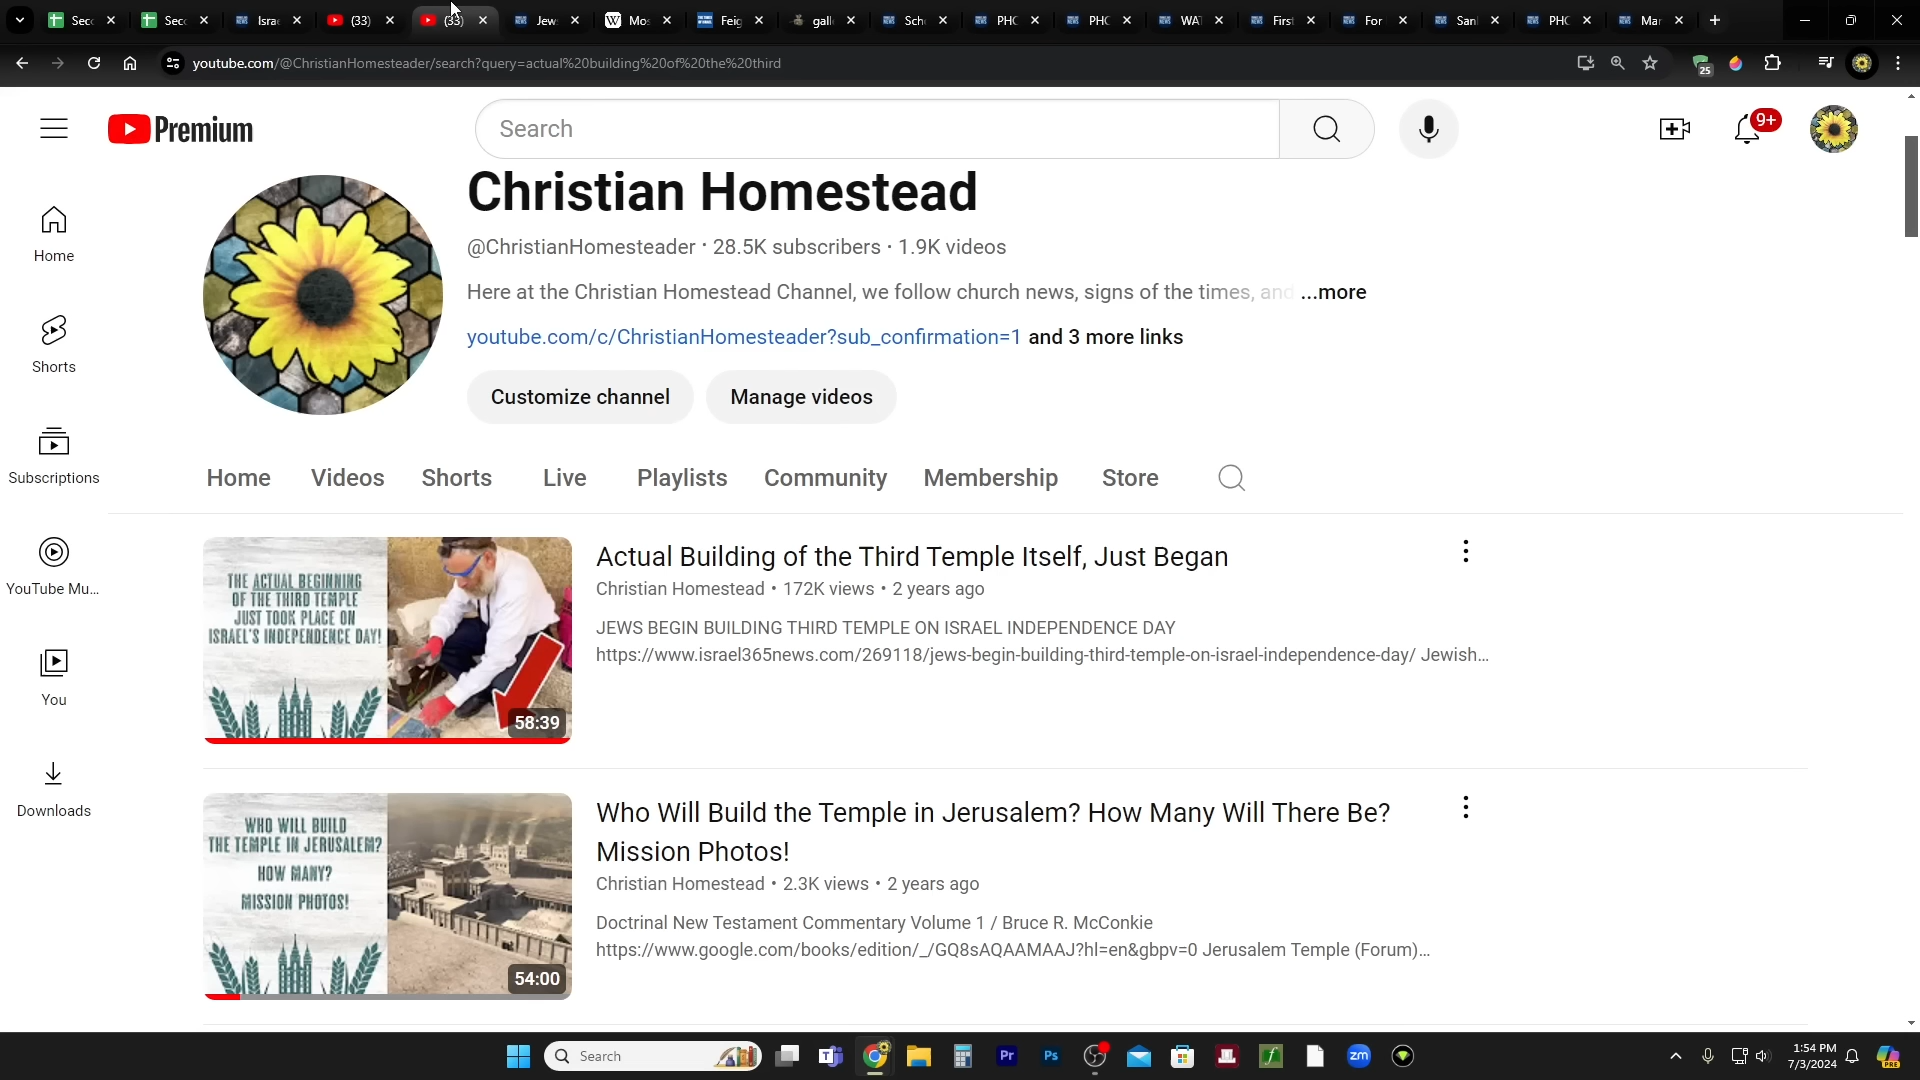 Secc
Secc
Isra
(33)
(33)
Jew
Mos
Feig
gall
Sch
PHC
PHC
WA
First
For
San
PHC
Mar
youtube.com/@ChristianHomesteader/search?query=actual%20building%20of%20the%20third
25
Premium
Search
9+
Christian Homestead
@ChristianHomesteader · 28.5K subscribers · 1.9K videos
Here at the Christian Homestead Channel, we follow church news, signs of the times, and ...more
youtube.com/c/ChristianHomesteader?sub_confirmation=1 and 3 more links
Customize channel
Manage videos
Home
Shorts
Subscriptions
YouTube Mu...
You
Downloads
Home Videos Shorts Live Playlists Community Membership Store
THE ACTUAL BEGINNING
OF THE THIRD TEMPLE
JUST TOOK PLACE ON
ISRAEL'S INDEPENDENCE DAY!
58:39
Actual Building of the Third Temple Itself, Just Began
Christian Homestead • 172K views • 2 years ago
JEWS BEGIN BUILDING THIRD TEMPLE ON ISRAEL INDEPENDENCE DAY
https://www.israel365news.com/269118/jews-begin-building-third-temple-on-israel-independence-day/ Jewish...
WHO WILL BUILD
THE TEMPLE IN JERUSALEM?
HOW MANY?
MISSION PHOTOS!
54:00
Who Will Build the Temple in Jerusalem? How Many Will There Be?
Mission Photos!
Christian Homestead • 2.3K views • 2 years ago
Doctrinal New Testament Commentary Volume 1 / Bruce R. McConkie
https://www.google.com/books/edition/_/GQ8sAQAAMAAJ?hl=en&gbpv=0 Jerusalem Temple (Forum)...
Search
Pr
Ps
zm
1:54 PM
7/3/2024
PRE